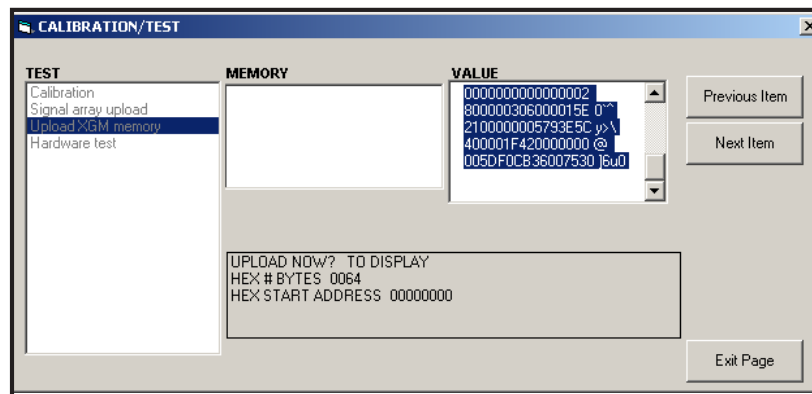 CALIBRATION/TEST
TEST
Calibration
Signal array upload
Upload XGM memory
Hardware test
MEMORY
VALUE
0000000000000002
800000306000015E 0`^
2100000005793E5C y>\
400001F420000000 @
005DF0CB36007530 ]6u0
Previous Item
Next Item
UPLOAD NOW? TO DISPLAY
HEX # BYTES 0064
HEX START ADDRESS 00000000
Exit Page